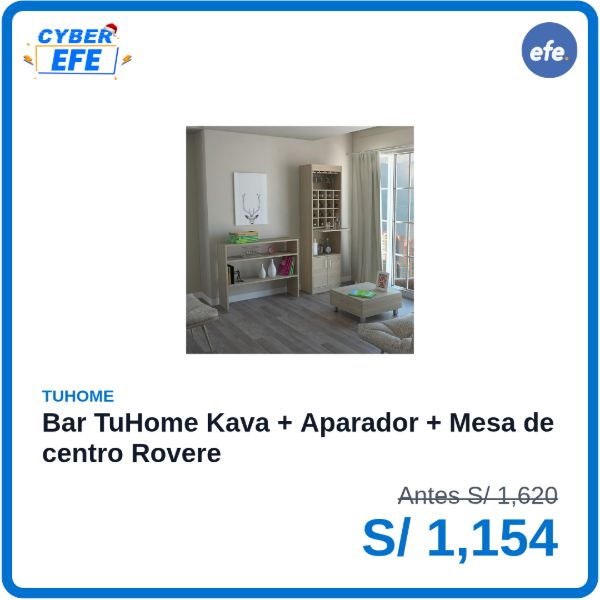 CYBER
EFE
efe.
TUHOME
Bar TuHome Kava + Aparador + Mesa de
centro Rovere
Antes S/ 1,620
S/ 1,154